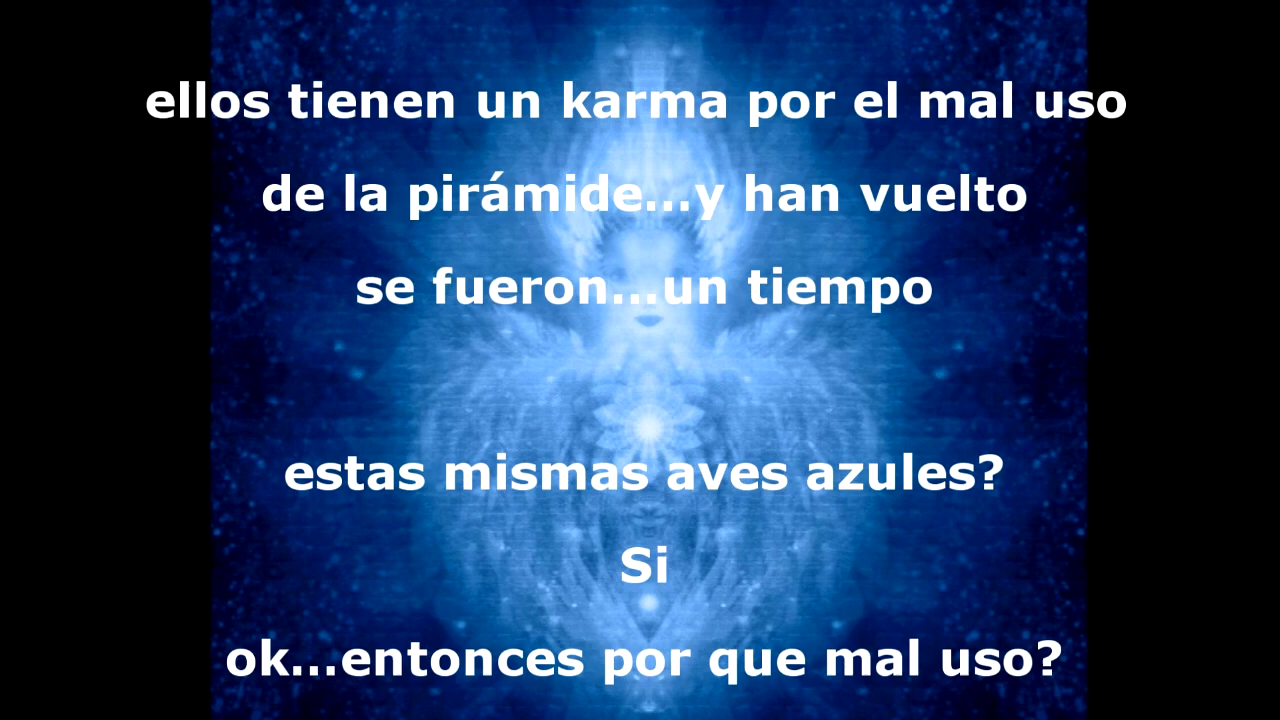 ellos tienen un karma por el mal uso
de la pirámide...y han vuelto
se fueron...un tiempo
estas mismas aves azules?
Si
ok...entonces por que mal uso?